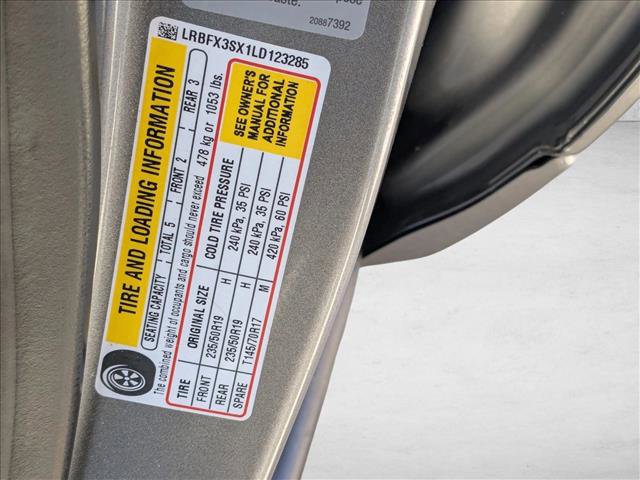 aste.
20887392
LRBFX3SX1LD123285
TIRE AND LOADING INFORMATION
SEATING CAPACITY TOTAL 5 FRONT 2 REAR 3
The combined weight of occupants and cargo should never exceed 478 kg or 1053 lbs.
TIRE ORIGINAL SIZE COLD TIRE PRESSURE
FRONT 235/50R19 H 240 kPa, 35 PSI
REAR 235/50R19 H 240 kPa, 35 PSI
SPARE T145/70R17 M 420 kPa, 60 PSI
SEE OWNER'S
MANUAL FOR
ADDITIONAL
INFORMATION